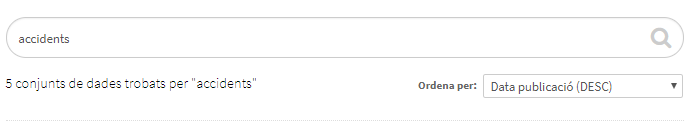 accidents
5 conjunts de dades trobats per "accidents"
Ordena per: Data publicació (DESC)